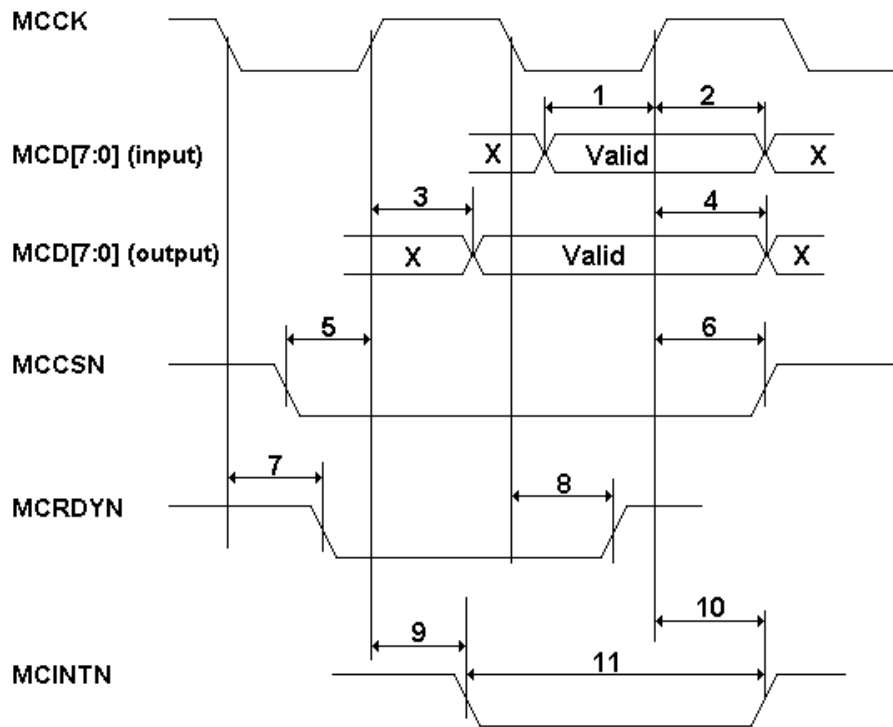 MCCK
1 2
MCD[7:0] (input) X Valid X
3 4
MCD[7:0] (output) X Valid X
5 6
MCCSN
7 8
MCRDYN
10
9 11
MCINTN